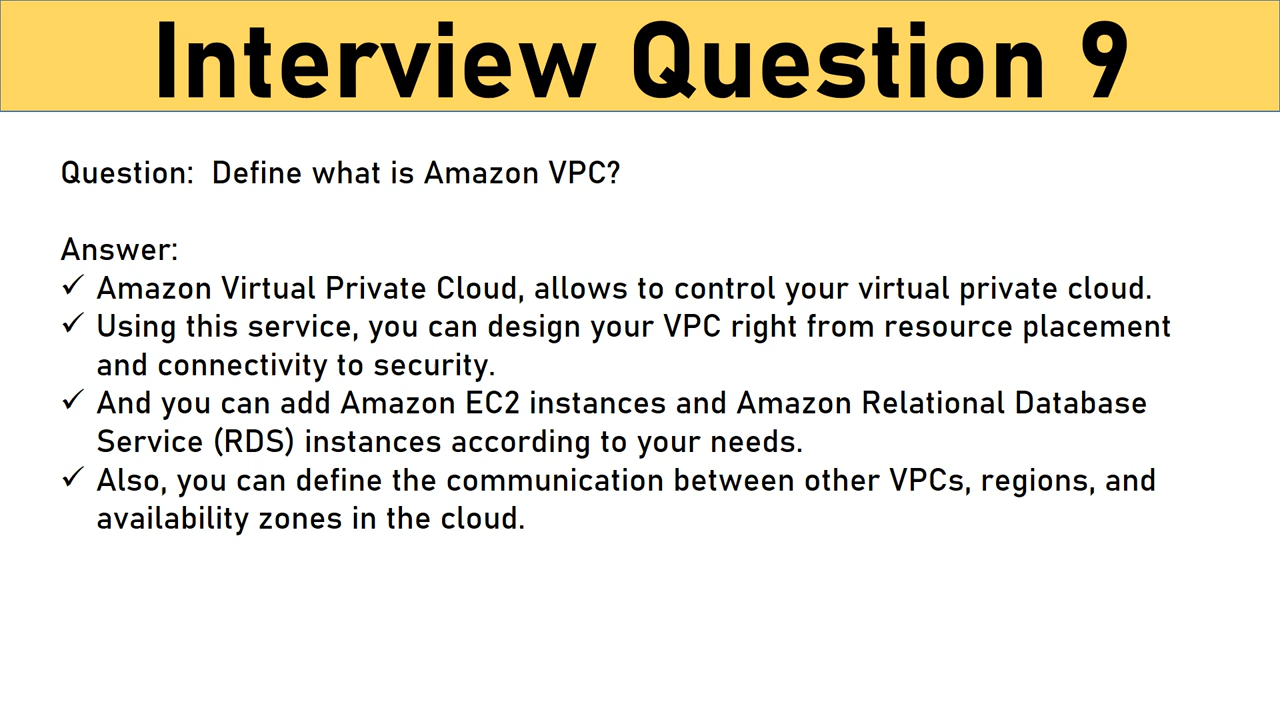 Interview Question 9
Question:  Define what is Amazon VPC?
Answer:
✓ Amazon Virtual Private Cloud, allows to control your virtual private cloud.
✓ Using this service, you can design your VPC right from resource placement
and connectivity to security.
✓ And you can add Amazon EC2 instances and Amazon Relational Database
Service (RDS) instances according to your needs.
✓ Also, you can define the communication between other VPCs, regions, and
availability zones in the cloud.